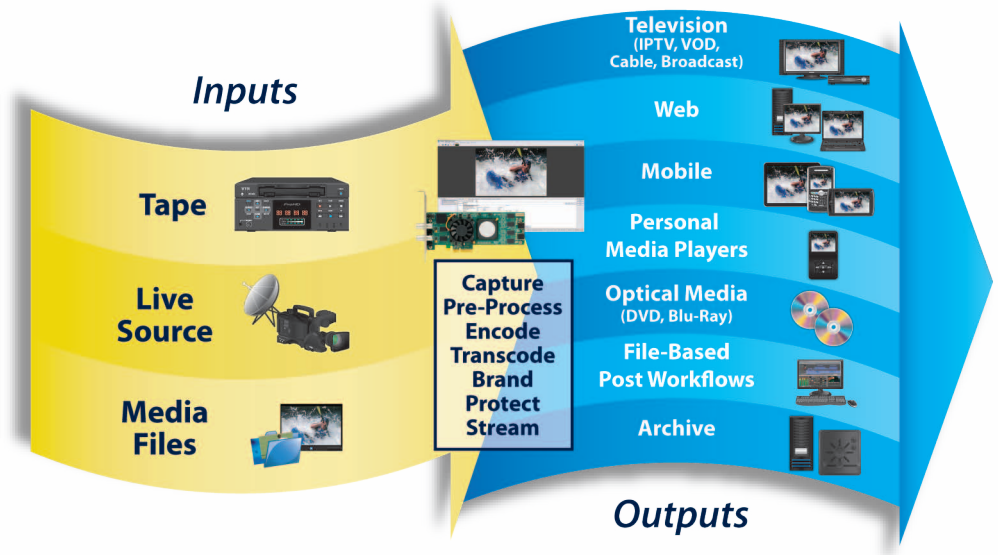 Inputs
Tape
Live
Source
Media
Files
Capture
Pre-Process
Encode
Transcode
Brand
Protect
Stream
Television
(IPTV, VOD,
Cable, Broadcast)
Web
Mobile
Personal
Media Players
Optical Media
(DVD, Blu-Ray)
File-Based
Post Workflows
Archive
Outputs